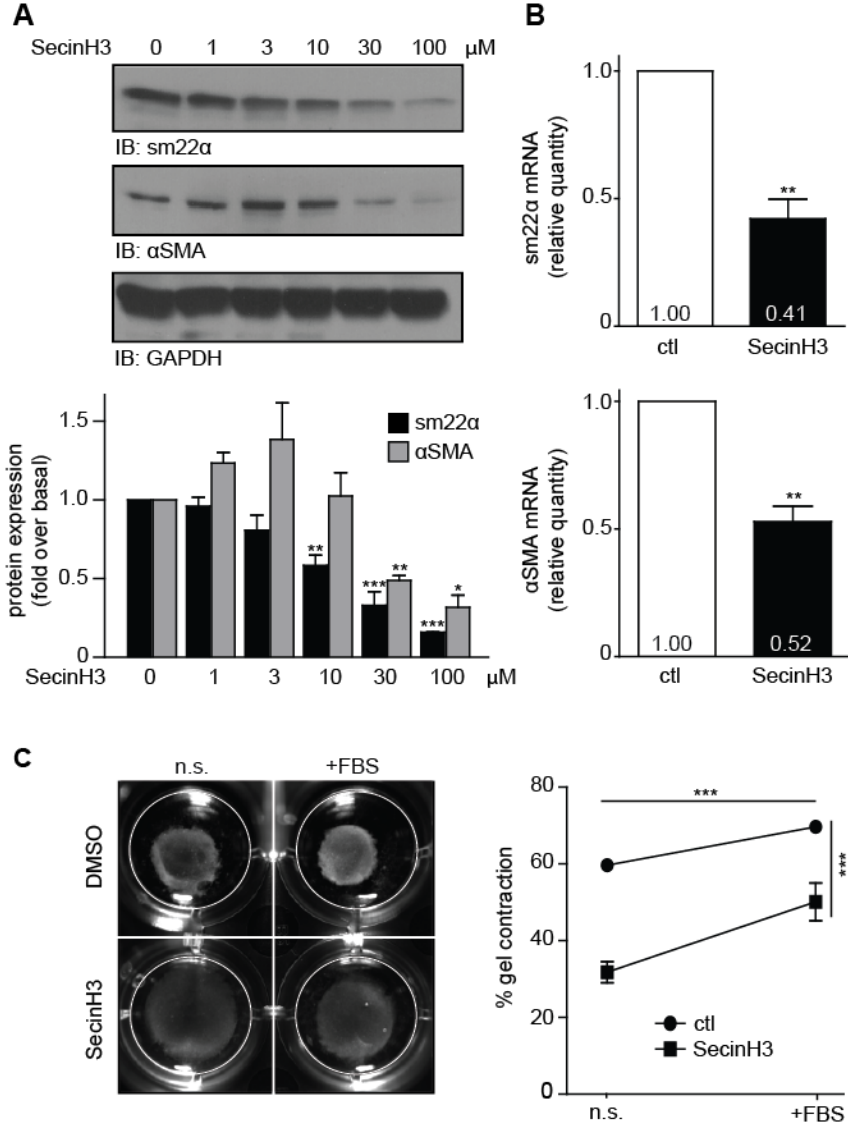 A
SecinH3 0 1 3 10 30 100 µM
IB: sm22α
IB: αSMA
IB: GAPDH
protein expression
(fold over basal)
1.5
1.0
0.5
0
sm22α
αSMA
**
***
**
***
*
SecinH3 0 1 3 10 30 100 µM
B
sm22α mRNA
(relative quantity)
1.0
0.5
0
**
1.00
0.41
ctl SecinH3
αSMA mRNA
(relative quantity)
1.0
0.5
0
**
1.00
0.52
ctl SecinH3
C
n.s. +FBS
DMSO
SecinH3
% gel contraction
80
60
40
20
0
***
***
ctl
SecinH3
n.s. +FBS